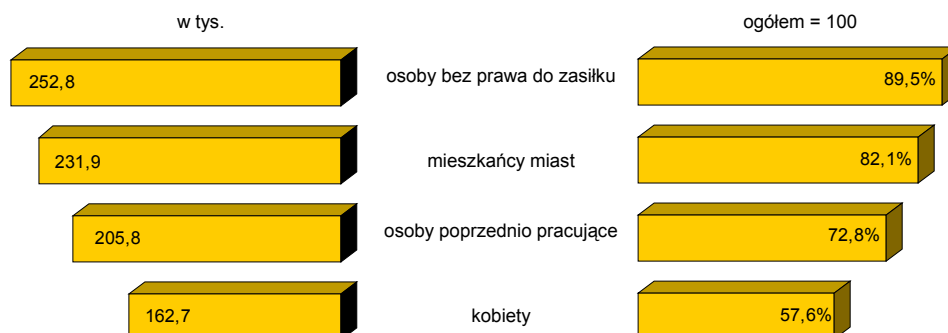 w tys. ogółem = 100
252,8 osoby bez prawa do zasiłku 89,5%
231,9 mieszkańcy miast 82,1%
205,8 osoby poprzednio pracujące 72,8%
162,7 kobiety 57,6%